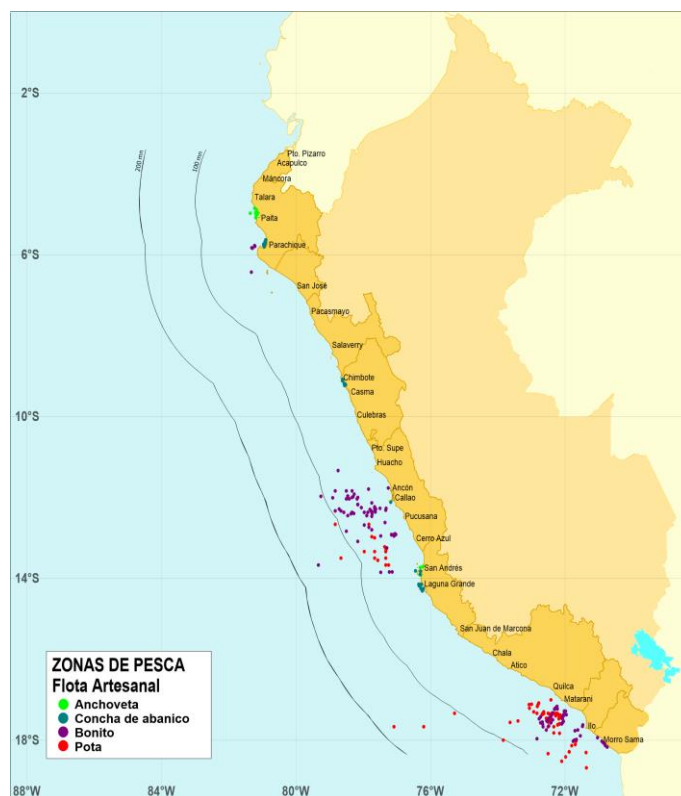 2°S
200 mn
100 mn
Pto. Pizarro
Acapulco
Máncora
Talara
Paita
6°S
Parachique
San José
Pacasmayo
Salaverry
Chimbote
Casma
10°S
Culebras
Pto. Supe
Huacho
Ancón
Callao
Pucusana
Cerro Azul
14°S
San Andrés
Laguna Grande
San Juan de Marcona
Chala
Atico
Quilca
Matarani
Ilo
18°S
Morro Sama
ZONAS DE PESCA
Flota Artesanal
Anchoveta
Concha de abanico
Bonito
Pota
88°W
84°W
80°W
76°W
72°W